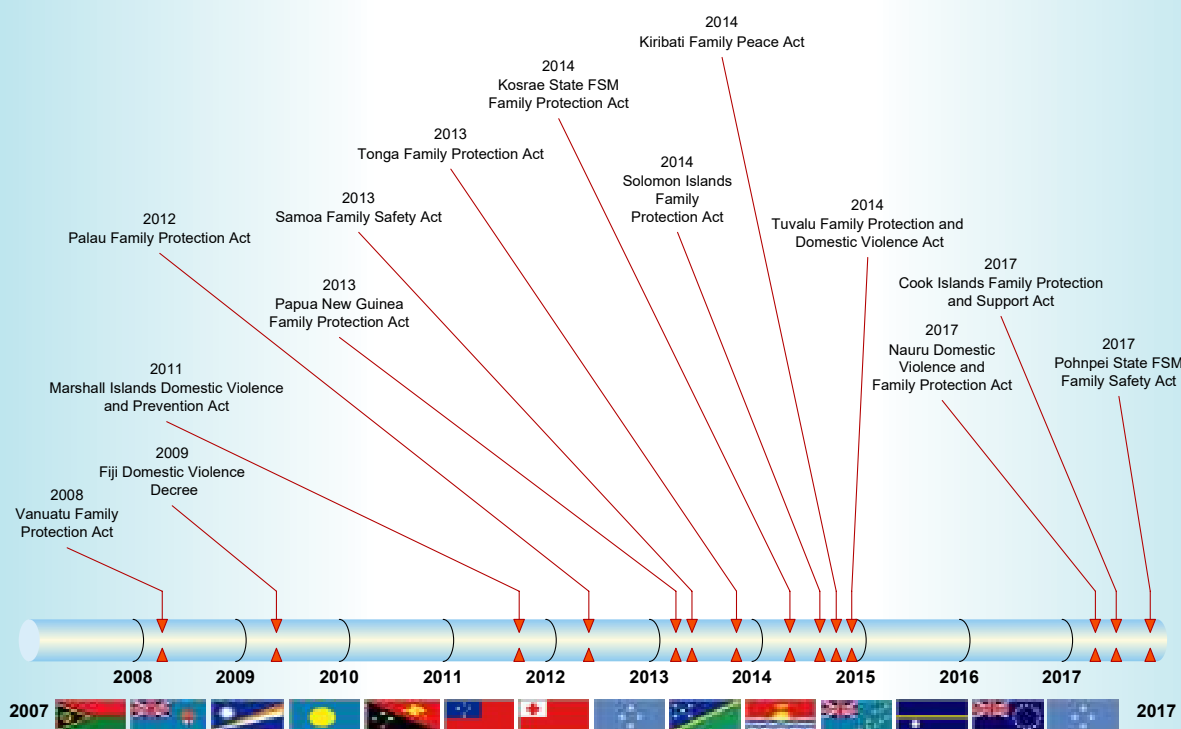 2014
Kiribati Family Peace Act
2014
Kosrae State FSM
Family Protection Act
2013
Tonga Family Protection Act
2014
Solomon Islands
Family
Protection Act
2013
Samoa Family Safety Act
2014
Tuvalu Family Protection and
Domestic Violence Act
2012
Palau Family Protection Act
2017
Cook Islands Family Protection
and Support Act
2013
Papua New Guinea
Family Protection Act
2017
Nauru Domestic
Violence and
Family Protection Act
2017
Pohnpei State FSM
Family Safety Act
2011
Marshall Islands Domestic Violence
and Prevention Act
2009
Fiji Domestic Violence
Decree
2008
Vanuatu Family
Protection Act
2008 2009 2010 2011 2012 2013 2014 2015 2016 2017
2007 2017